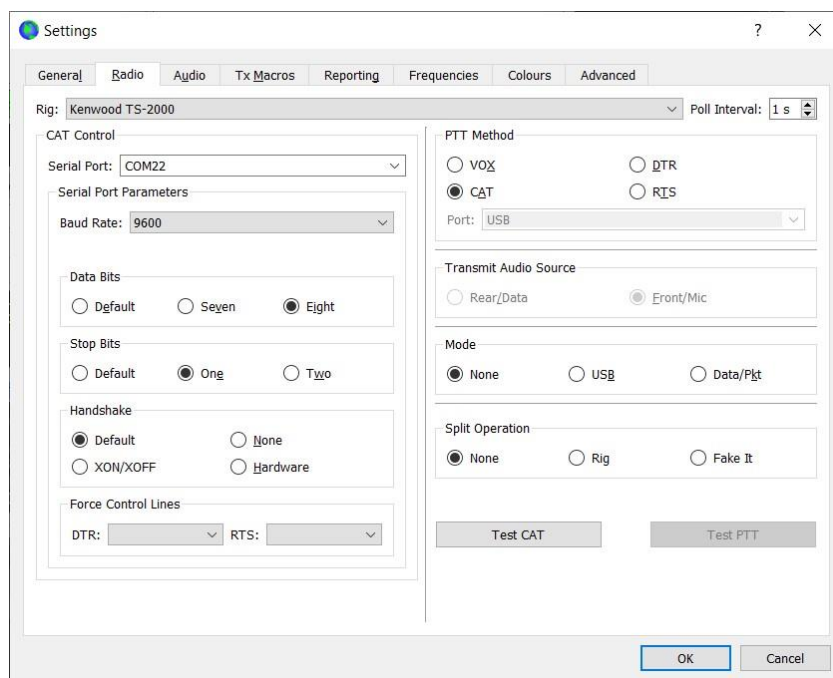 Settings
?
General Radio Audio Tx Macros Reporting Frequencies Colours Advanced
Rig: Kenwood TS-2000 Poll Interval: 1 s
CAT Control
Serial Port: COM22
Serial Port Parameters
Baud Rate: 9600
Data Bits
Default Seven Eight
Stop Bits
Default One Two
Handshake
Default None
XON/XOFF Hardware
Force Control Lines
DTR: RTS:
PTT Method
VOX DTR
CAT RTS
Port: USB
Transmit Audio Source
Rear/Data Front/Mic
Mode
None USB Data/Pkt
Split Operation
None Rig Fake It
Test CAT Test PTT
OK Cancel